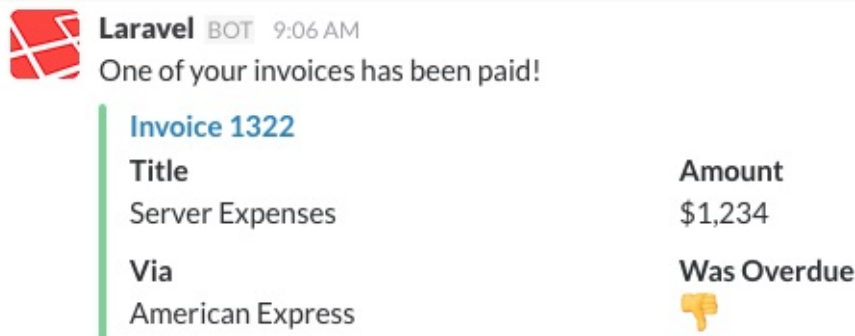 Laravel BOT 9:06 AM
One of your invoices has been paid!
Invoice 1322
Title Amount
Server Expenses $1,234
Via Was Overdue
American Express 👎